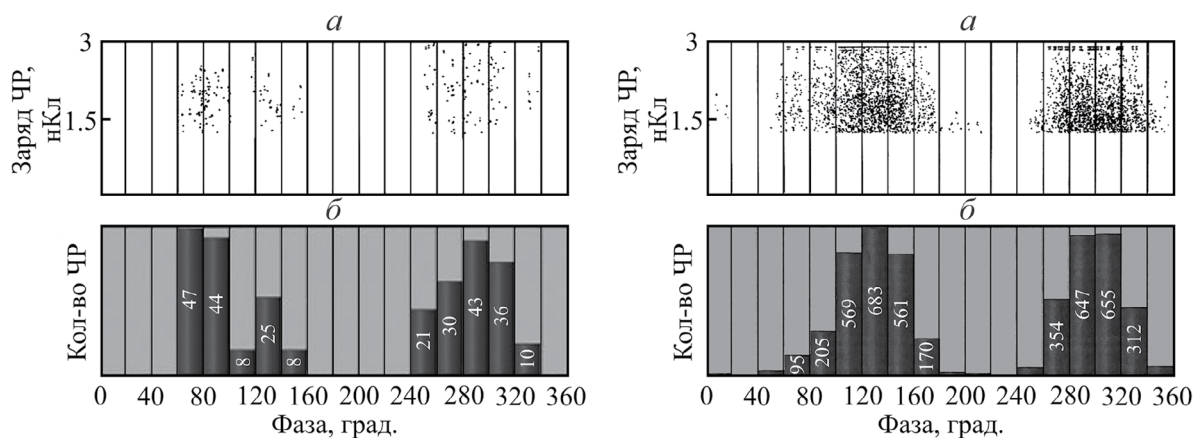 а
3
1.5
Заряд ЧР,
нКл
б
47
44
8
25
8
21
30
43
36
10
Кол-во ЧР
0 40 80 120 160 200 240 280 320 360
Фаза, град.
а
3
1.5
Заряд ЧР,
нКл
б
95
205
569
683
561
170
354
647
655
312
Кол-во ЧР
0 40 80 120 160 200 240 280 320 360
Фаза, град.